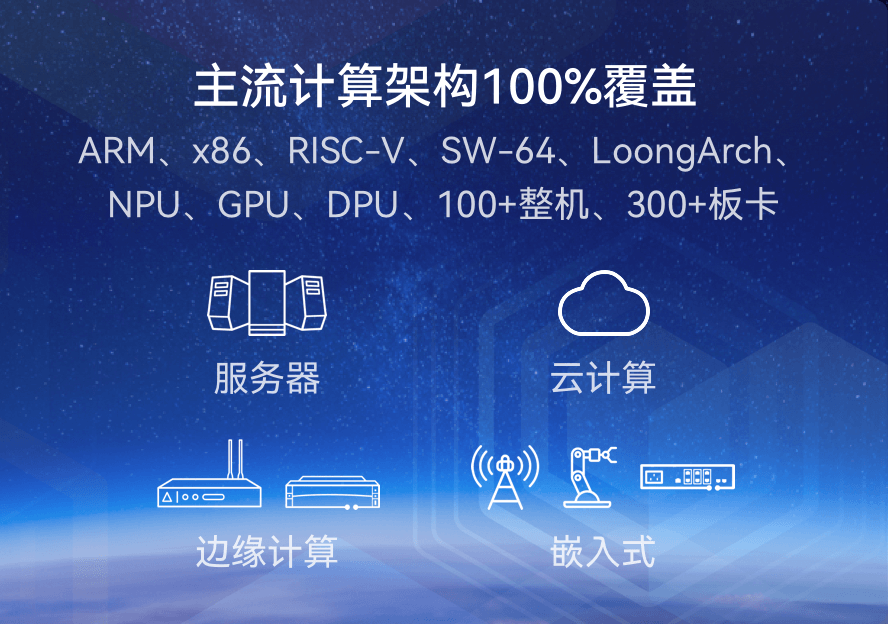 主流计算架构100%覆盖
ARM、x86、RISC-V、SW-64、LoongArch、
NPU、GPU、DPU、100+整机、300+板卡
服务器
云计算
边缘计算
嵌入式